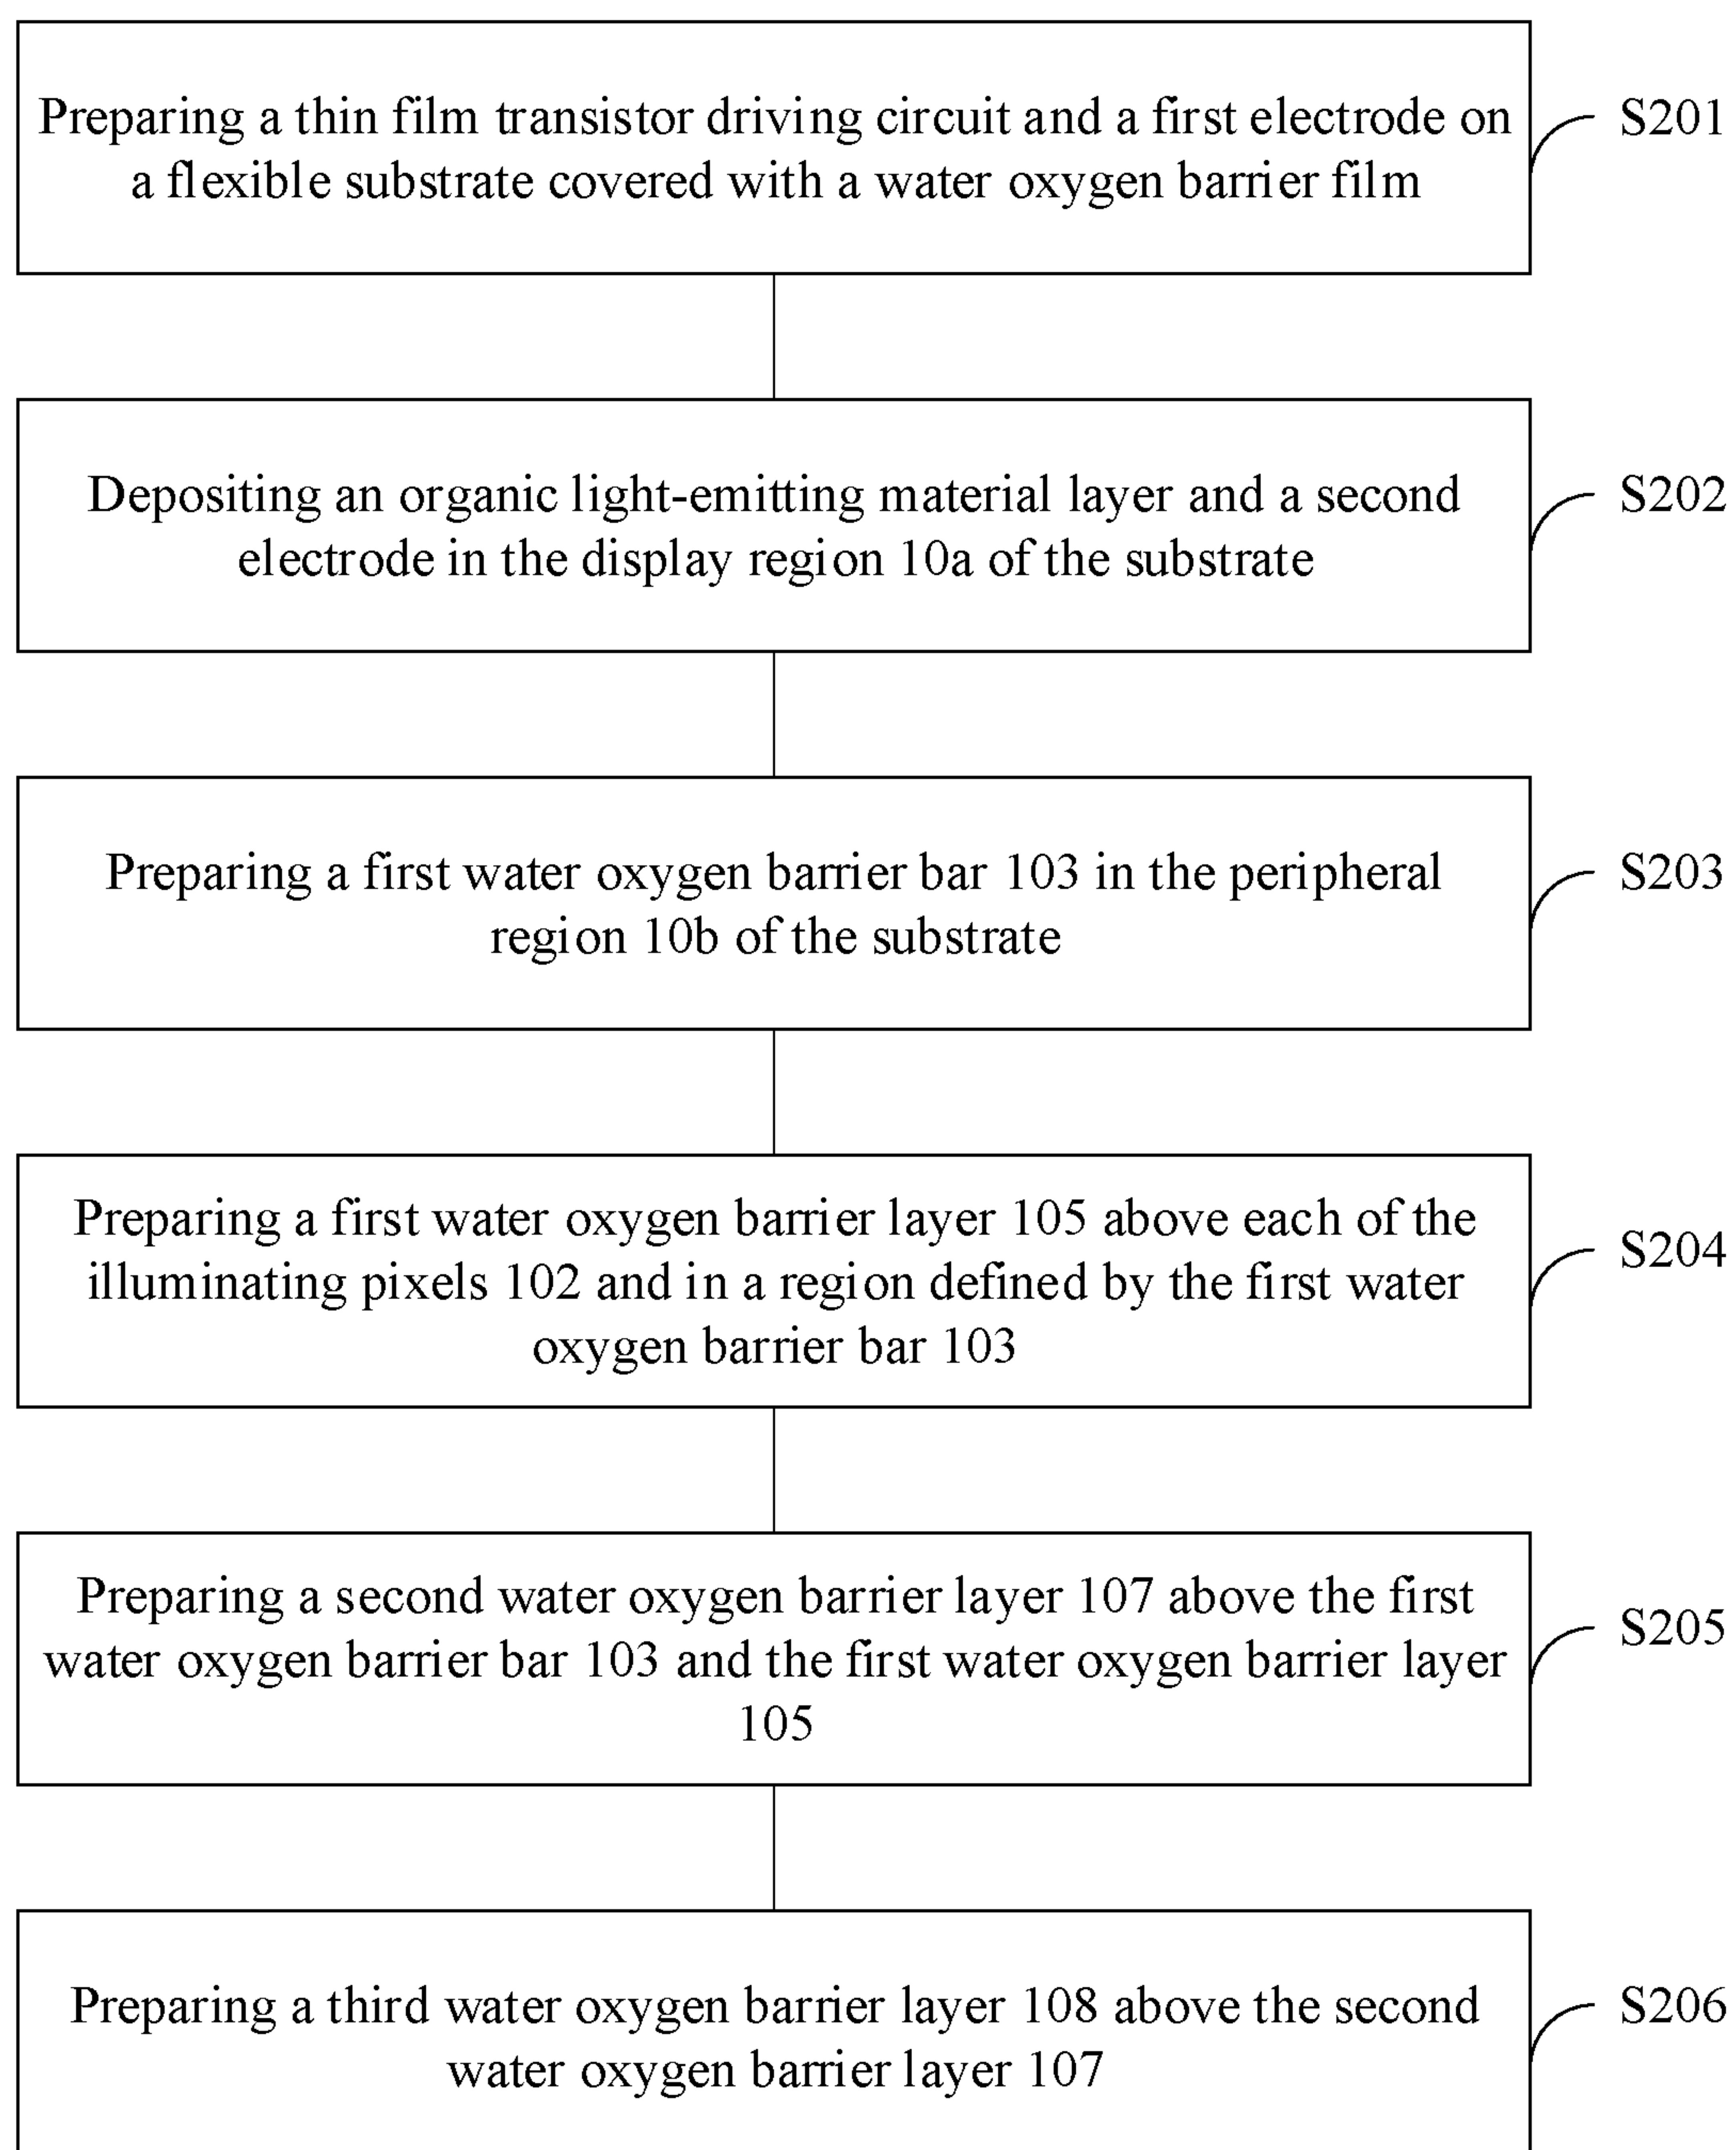 Preparing a thin film transistor driving circuit and a first electrode on
a flexible substrate covered with a water oxygen barrier film
S201
Depositing an organic light-emitting material layer and a second
electrode in the display region 10a of the substrate
S202
Preparing a first water oxygen barrier bar 103 in the peripheral
region 10b of the substrate
S203
Preparing a first water oxygen barrier layer 105 above each of the
illuminating pixels 102 and in a region defined by the first water
oxygen barrier bar 103
S204
Preparing a second water oxygen barrier layer 107 above the first
water oxygen barrier bar 103 and the first water oxygen barrier layer
105
S205
Preparing a third water oxygen barrier layer 108 above the second
water oxygen barrier layer 107
S206